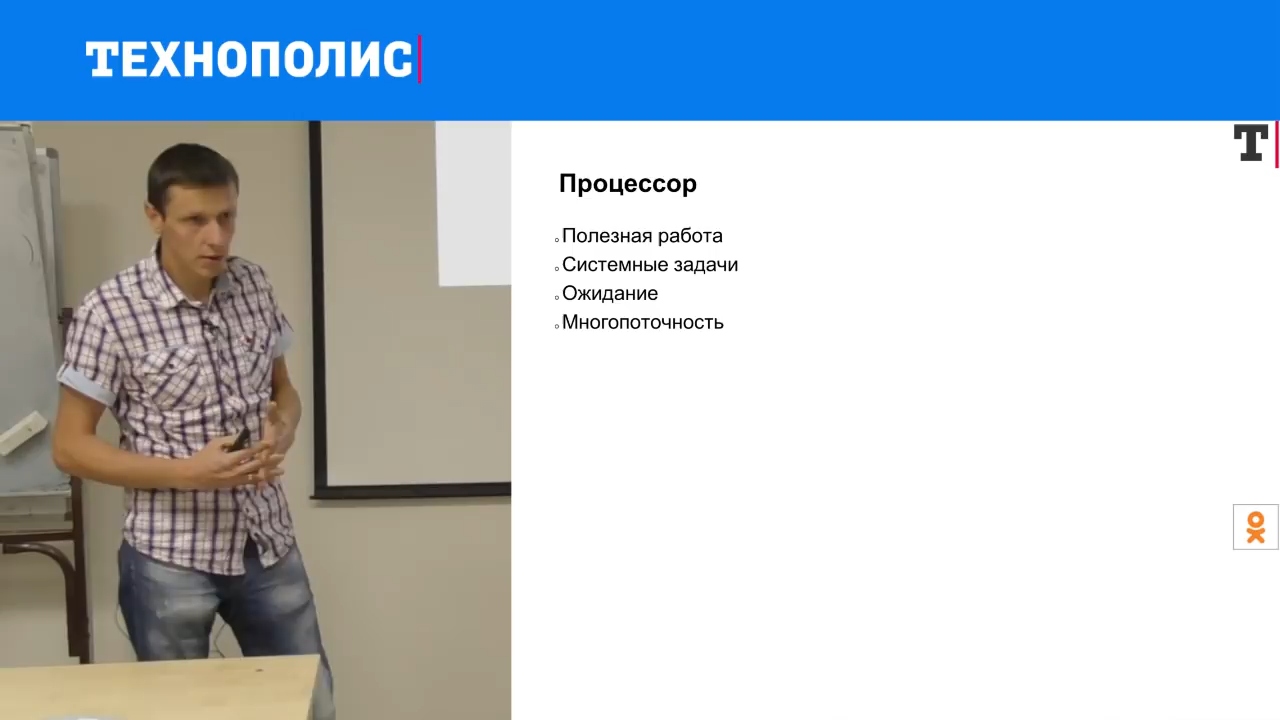 ТЕХНОПОЛИС
Т
Процессор
Полезная работа
Системные задачи
Ожидание
Многопоточность